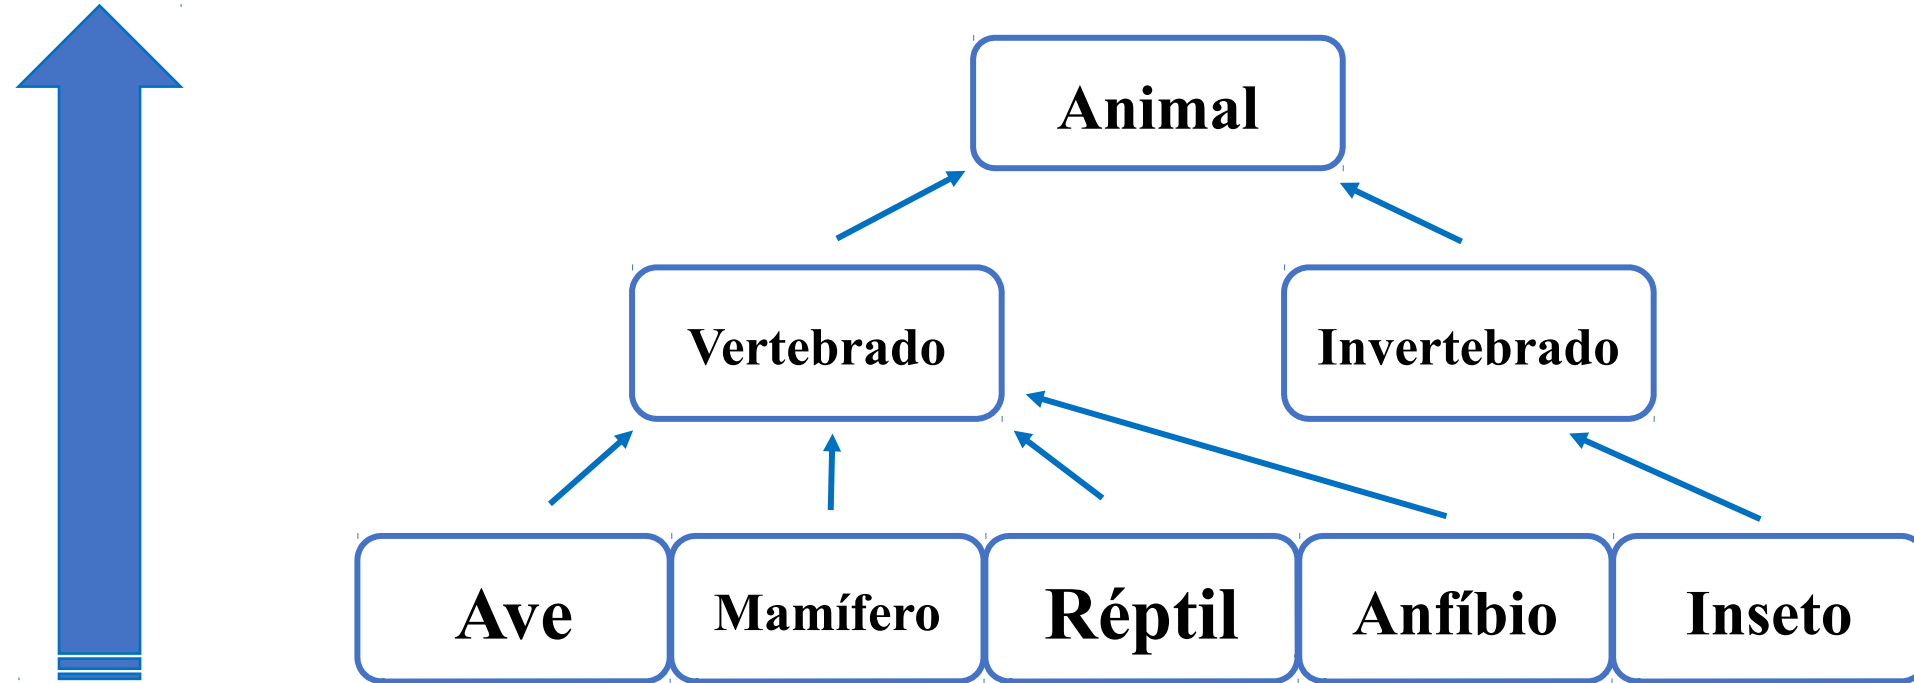 Animal
Vertebrado
Invertebrado
Ave
Mamífero
Réptil
Anfíbio
Inseto